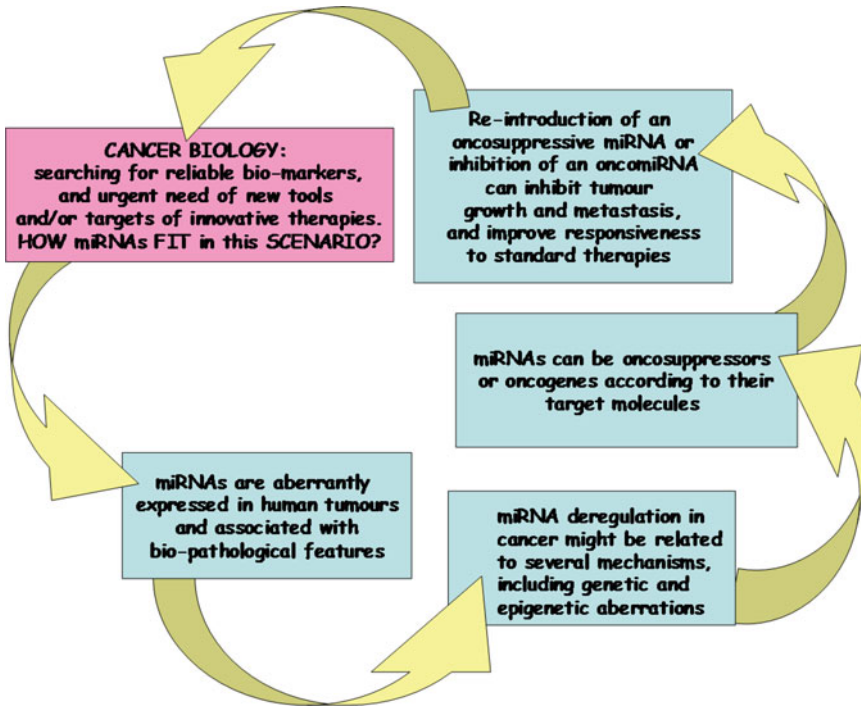 CANCER BIOLOGY:
searching for reliable bio-markers,
and urgent need of new tools
and/or targets of innovative therapies.
HOW miRNAs FIT in this SCENARIO?
miRNAs are aberrantly
expressed in human tumours
and associated with
bio-pathological features
miRNA deregulation in
cancer might be related
to several mechanisms,
including genetic and
epigenetic aberrations
miRNAs can be oncosuppressors
or oncogenes according to their
target molecules
Re-introduction of an
oncosuppressive miRNA or
inhibition of an oncomiRNA
can inhibit tumour
growth and metastasis,
and improve responsiveness
to standard therapies